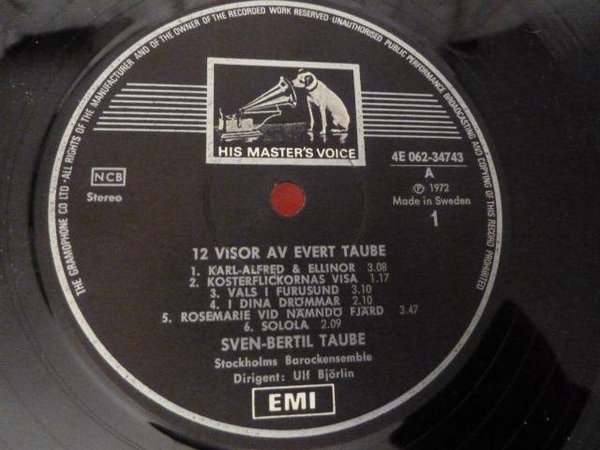 THE GRAMOPHONE CO LTD · ALL RIGHTS OF THE MANUFACTURER AND OF THE OWNER OF THE RECORDED WORK RESERVED UNAUTHORISED PUBLIC PERFORMANCE BROADCASTING AND COPYING OF THIS RECORD PROHIBITED
HIS MASTER'S VOICE
NCB
Stereo
4E 062-34743
A
℗ 1972
Made in Sweden
1
12 VISOR AV EVERT TAUBE
1. KARL-ALFRED & ELLINOR 3.08
2. KOSTERFLICKORNAS VISA 1.17
3. VALS I FURUSUND 3.10
4. I DINA DRÖMMAR 2.10
5. ROSEMARIE VID NÄMNDÖ FJÄRD 3.47
6. SOLOLA 2.09
SVEN-BERTIL TAUBE
Stockholms Barockensemble
Dirigent: Ulf Björlin
EMI